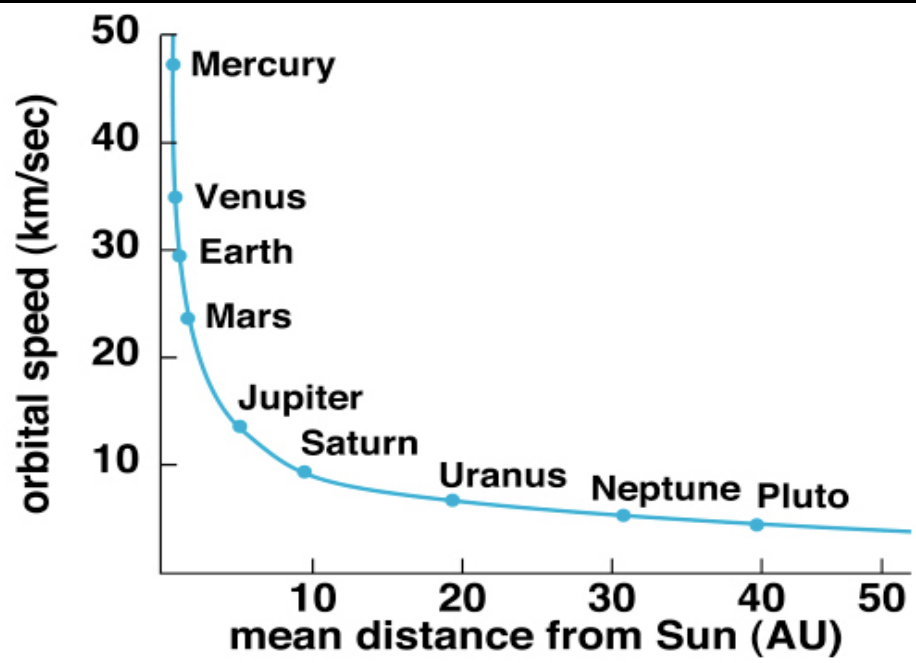 50
Mercury
40
Venus
30
Earth
Mars
20
Jupiter
Saturn
10
Uranus
Neptune
Pluto
orbital speed (km/sec)
10 20 30 40 50
mean distance from Sun (AU)